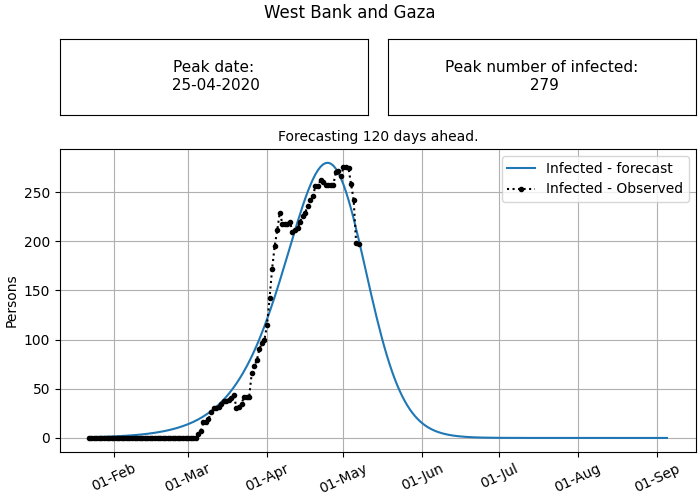 West Bank and Gaza
Peak date:
25-04-2020
Peak number of infected:
279
Forecasting 120 days ahead.
Infected - forecast
Infected - Observed
Persons
250
200
150
100
50
0
01-Feb
01-Mar
01-Apr
01-May
01-Jun
01-Jul
01-Aug
01-Sep